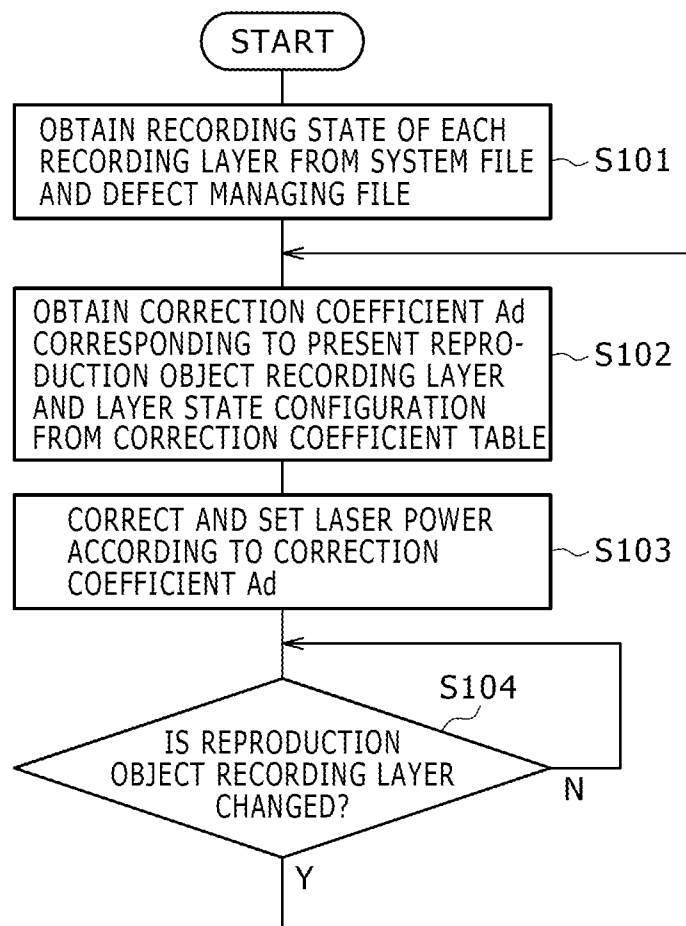 START
OBTAIN RECORDING STATE OF EACH
RECORDING LAYER FROM SYSTEM FILE
AND DEFECT MANAGING FILE
S101
OBTAIN CORRECTION COEFFICIENT Ad
CORRESPONDING TO PRESENT REPRO-
DUCTION OBJECT RECORDING LAYER
AND LAYER STATE CONFIGURATION
FROM CORRECTION COEFFICIENT TABLE
S102
CORRECT AND SET LASER POWER
ACCORDING TO CORRECTION
COEFFICIENT Ad
S103
S104
IS REPRODUCTION
OBJECT RECORDING LAYER
CHANGED?
N
Y